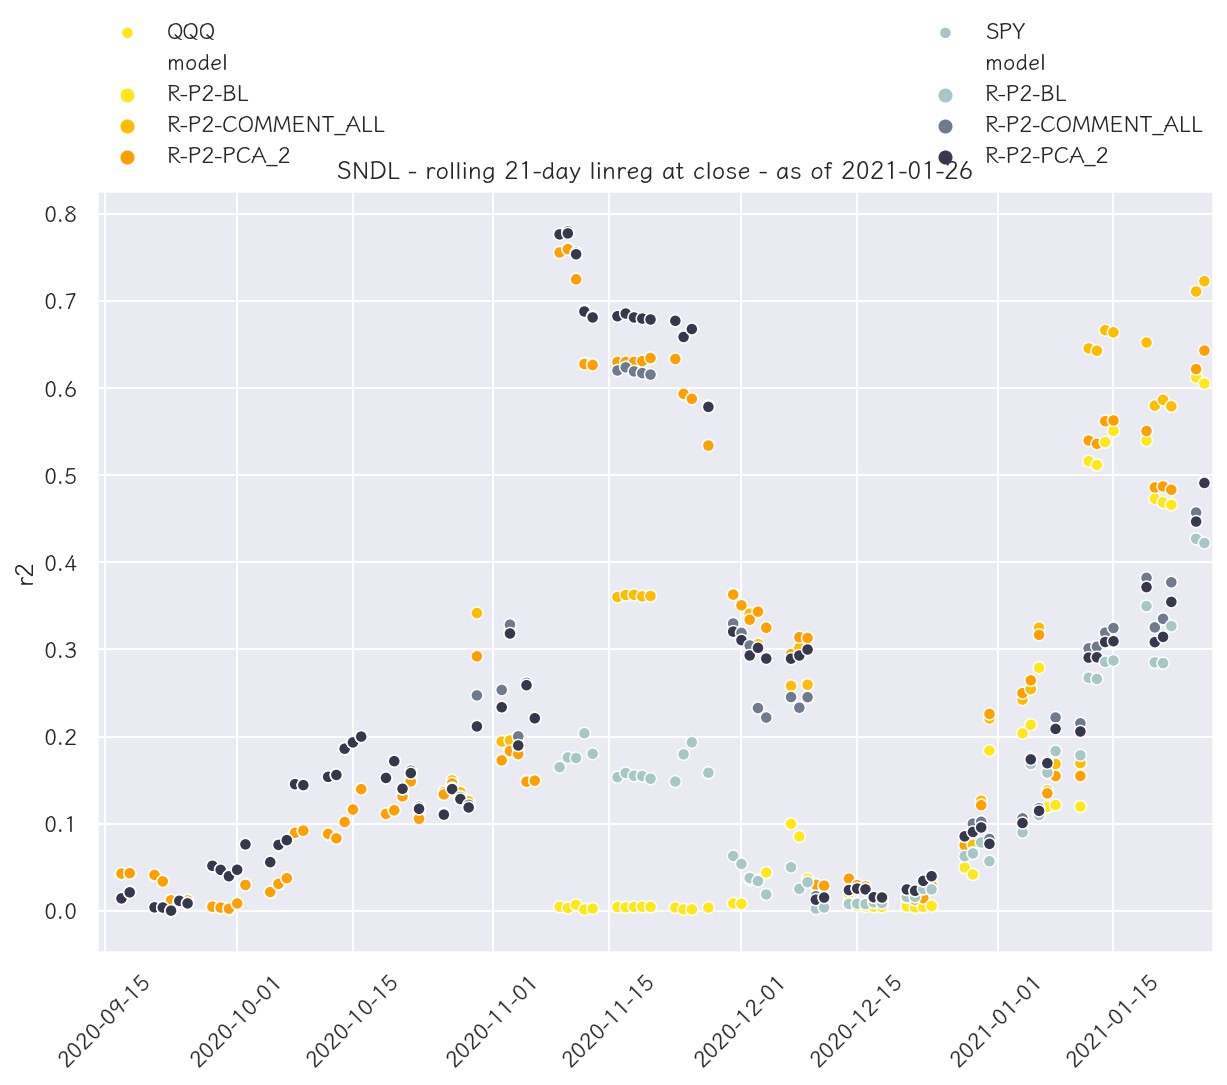 QQQ
model
R-P2-BL
R-P2-COMMENT_ALL
R-P2-PCA_2
SPY
model
R-P2-BL
R-P2-COMMENT_ALL
R-P2-PCA_2
SNDL - rolling 21-day linreg at close - as of 2021-01-26
0.8
0.7
0.6
0.5
0.4
0.3
0.2
0.1
0.0
r2
2020-09-15
2020-10-01
2020-10-15
2020-11-01
2020-11-15
2020-12-01
2020-12-15
2021-01-01
2021-01-15